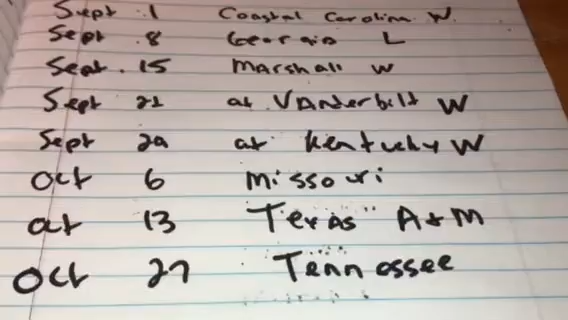 Sept 1 Coastal Carolina W
Sept 8 Georgia L
Sept. 15 Marshall W
Sept 22 at Vanderbilt W
Sept 29 at Kentucky W
Oct 6 Missouri
Oct 13 Texas A+M
Oct 27 Tennossee